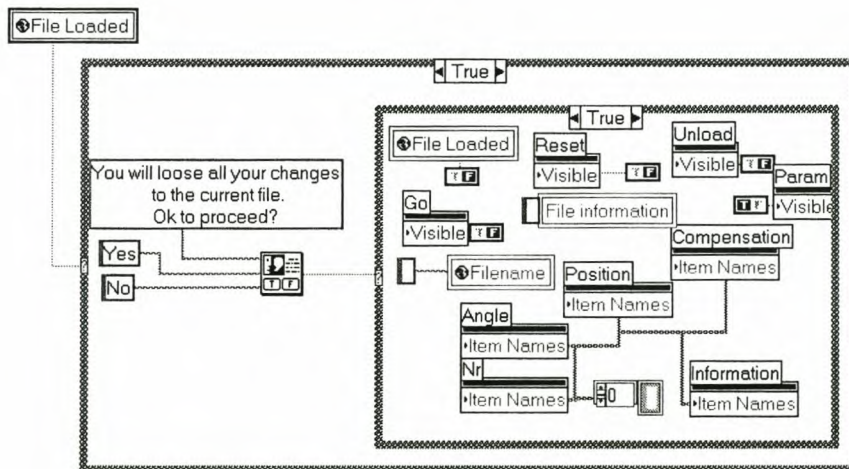 File Loaded
True
True
File Loaded
T F
Reset
Visible
T F
Unload
Visible
T F
Param
T F
Visible
You will loose all your changes
to the current file.
Ok to proceed?
Go
Visible
T F
File information
Yes
No
T F
Filename
Position
Item Names
Compensation
Item Names
Angle
Item Names
Nr
Item Names
0
Information
Item Names